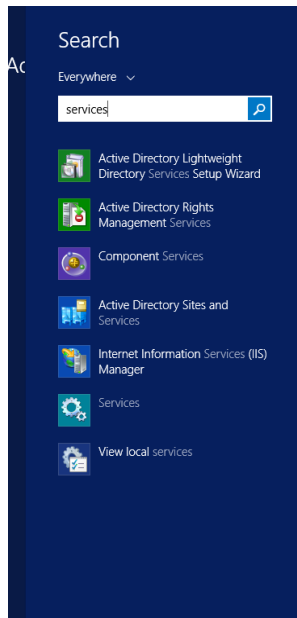 Search
Ac
Everywhere
services
Active Directory Lightweight
Directory Services Setup Wizard
Active Directory Rights
Management Services
Component Services
Active Directory Sites and
Services
Internet Information Services (IIS)
Manager
Services
View local services